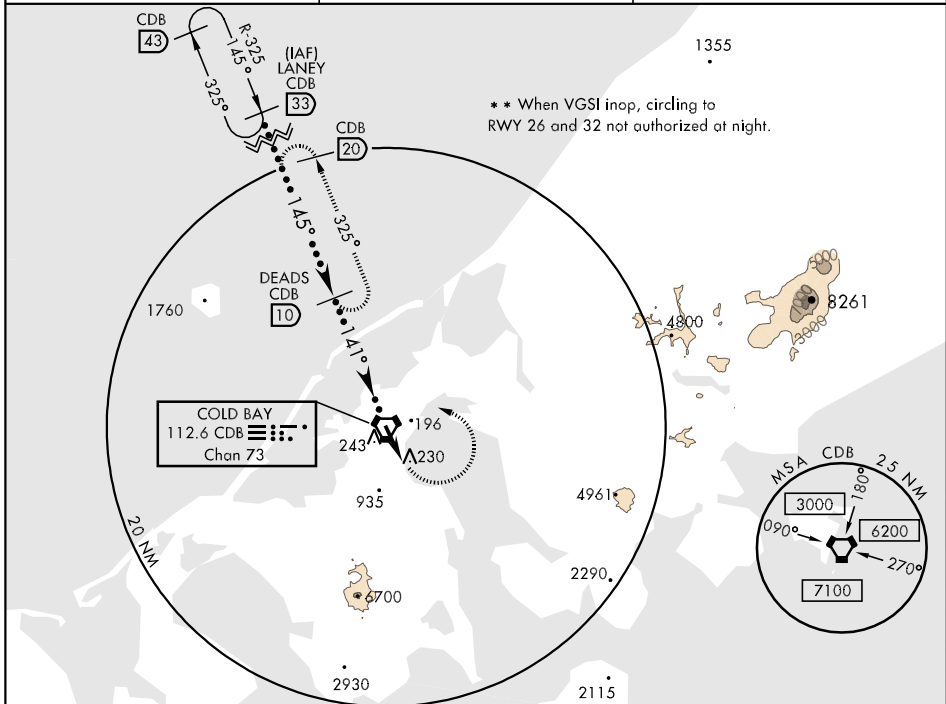 CDB
43
R-325
145°
325°
(IAF)
LANEY
CDB
33
CDB
20
1355
** When VGSI inop, circling to
RWY 26 and 32 not authorized at night.
145°
325°
DEADS
CDB
10
1760
141°
8261
3000
4800
COLD BAY
112.6 CDB
Chan 73
196
243
230
935
4961
20 NM
MSA CDB 25 NM
180°
3000
090°
6200
270°
7100
2290
6700
2930
2115